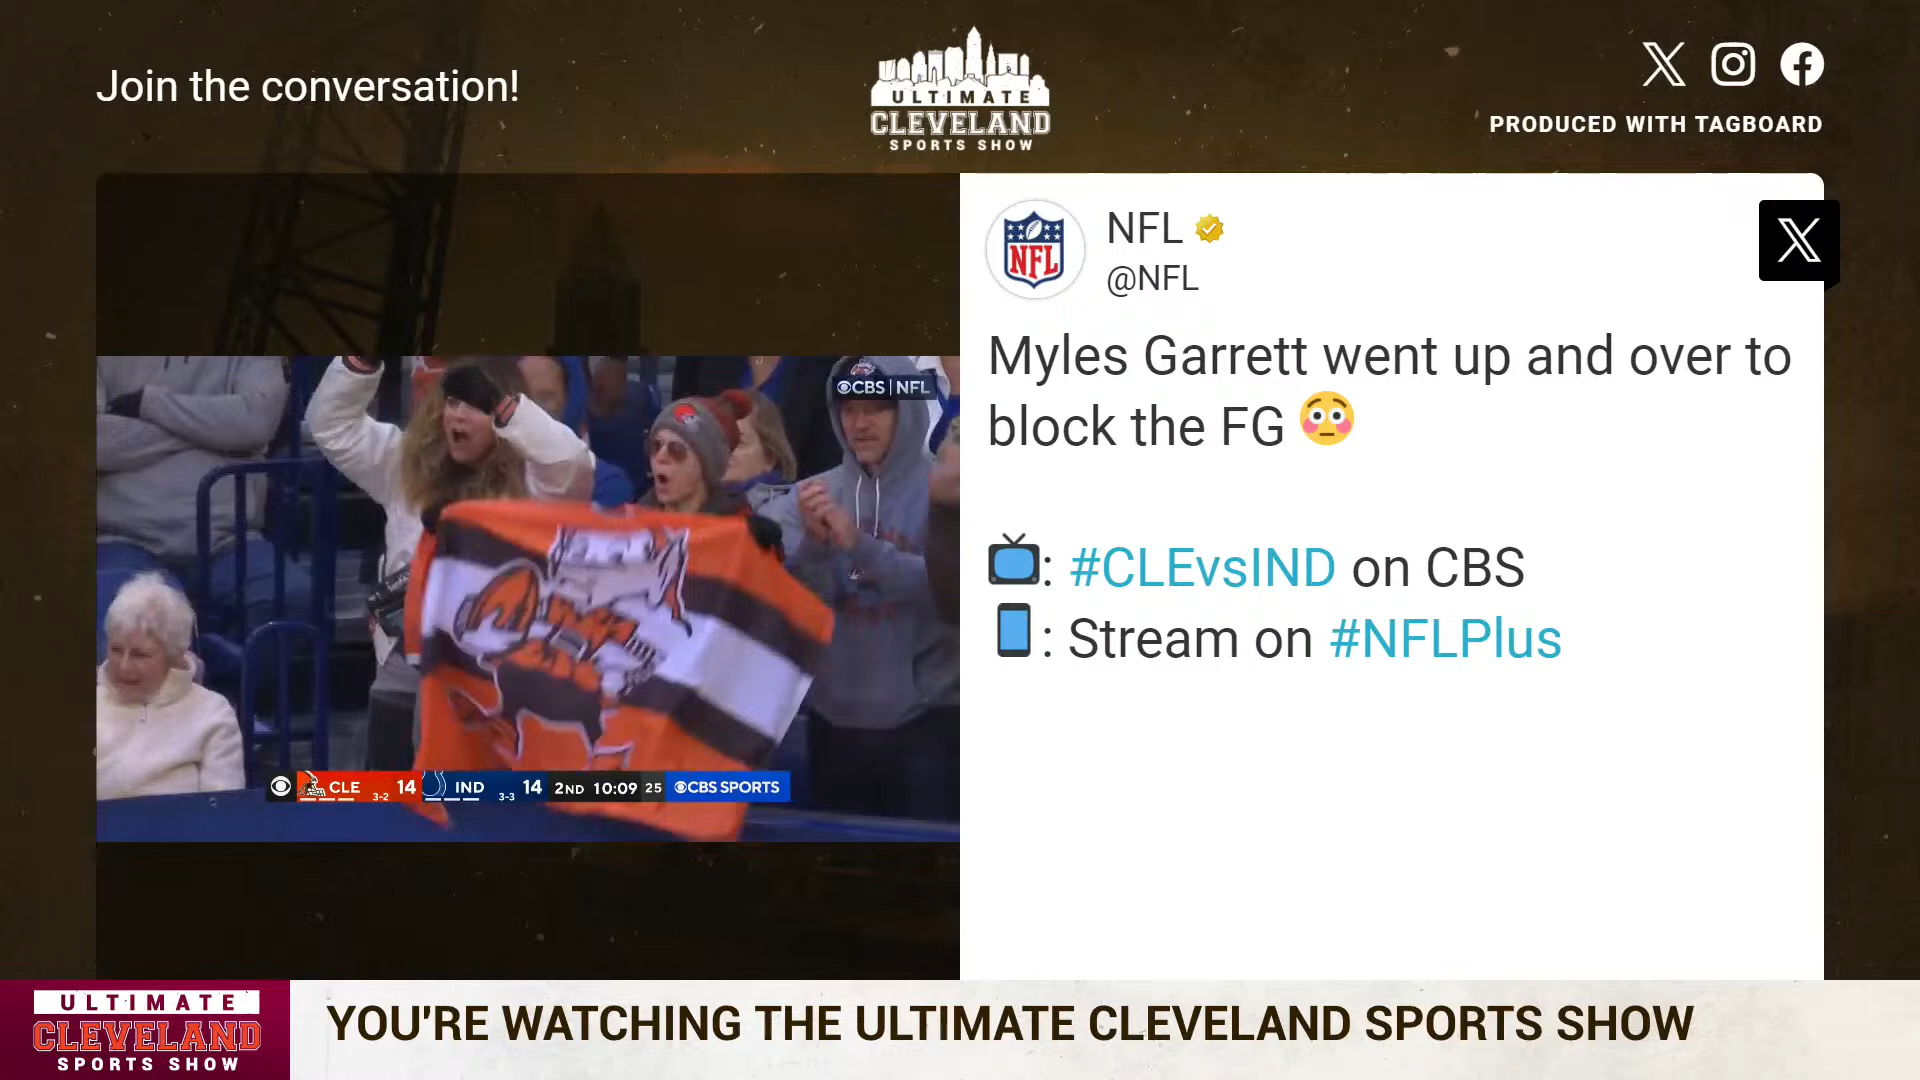 Join the conversation!
ULTIMATE
CLEVELAND
SPORTS SHOW
PRODUCED WITH TAGBOARD
CBS | NFL
CLE 3-2 14 IND 3-3 14 2ND 10:09 25 CBS SPORTS
NFL
NFL
@NFL
Myles Garrett went up and over to
block the FG 😳
📺: #CLEvsIND on CBS
📱: Stream on #NFLPlus
ULTIMATE
CLEVELAND
SPORTS SHOW
YOU'RE WATCHING THE ULTIMATE CLEVELAND SPORTS SHOW